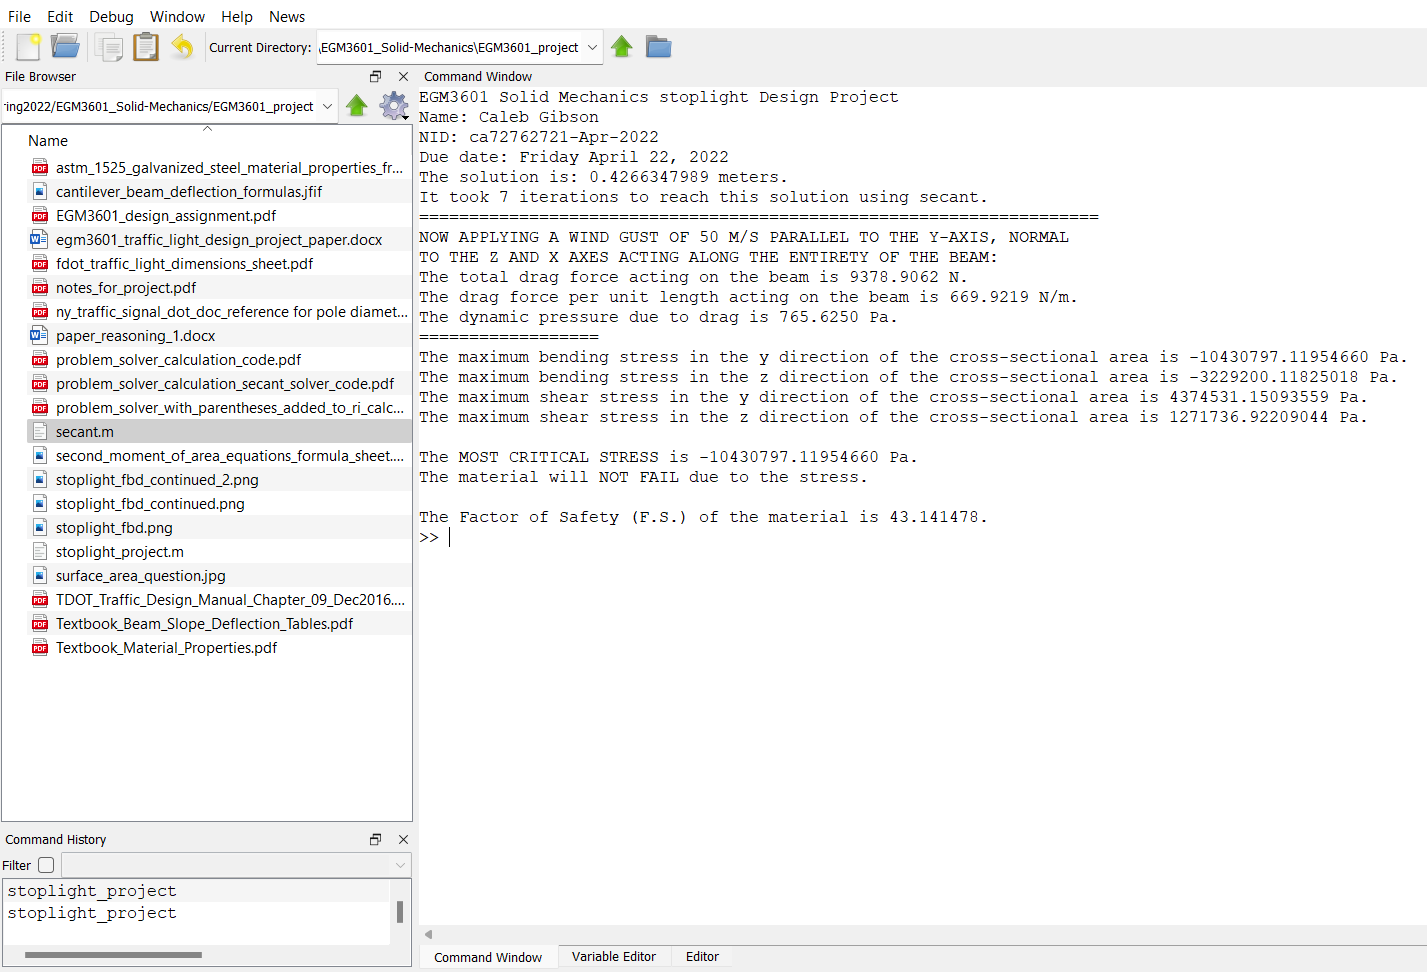 File Edit Debug Window Help News
Current Directory: \EGM3601_Solid-Mechanics\EGM3601_project
File Browser
ring2022/EGM3601_Solid-Mechanics/EGM3601_project
Name
astm_1525_galvanized_steel_material_properties_fr...
cantilever_beam_deflection_formulas.jfif
EGM3601_design_assignment.pdf
egm3601_traffic_light_design_project_paper.docx
fdot_traffic_light_dimensions_sheet.pdf
notes_for_project.pdf
ny_traffic_signal_dot_doc_reference for pole diamet...
paper_reasoning_1.docx
problem_solver_calculation_code.pdf
problem_solver_calculation_secant_solver_code.pdf
problem_solver_with_parentheses_added_to_ri_calc...
secant.m
second_moment_of_area_equations_formula_sheet....
stoplight_fbd_continued_2.png
stoplight_fbd_continued.png
stoplight_fbd.png
stoplight_project.m
surface_area_question.jpg
TDOT_Traffic_Design_Manual_Chapter_09_Dec2016....
Textbook_Beam_Slope_Deflection_Tables.pdf
Textbook_Material_Properties.pdf
Command History
Filter
stoplight_project
stoplight_project
Command Window
EGM3601 Solid Mechanics stoplight Design Project
Name: Caleb Gibson
NID: ca72762721-Apr-2022
Due date: Friday April 22, 2022
The solution is: 0.4266347989 meters.
It took 7 iterations to reach this solution using secant.
====================================================================
NOW APPLYING A WIND GUST OF 50 M/S PARALLEL TO THE Y-AXIS, NORMAL
TO THE Z AND X AXES ACTING ALONG THE ENTIRETY OF THE BEAM:
The total drag force acting on the beam is 9378.9062 N.
The drag force per unit length acting on the beam is 669.9219 N/m.
The dynamic pressure due to drag is 765.6250 Pa.
==================
The maximum bending stress in the y direction of the cross-sectional area is -10430797.11954660 Pa.
The maximum bending stress in the z direction of the cross-sectional area is -3229200.11825018 Pa.
The maximum shear stress in the y direction of the cross-sectional area is 4374531.15093559 Pa.
The maximum shear stress in the z direction of the cross-sectional area is 1271736.92209044 Pa.
The MOST CRITICAL STRESS is -10430797.11954660 Pa.
The material will NOT FAIL due to the stress.
The Factor of Safety (F.S.) of the material is 43.141478.
>>
Command Window Variable Editor Editor